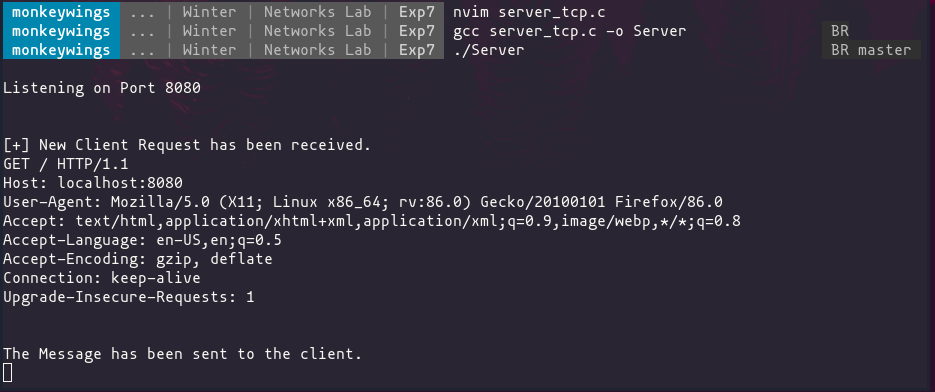 monkeywings ... | Winter | Networks Lab | Exp7 nvim server_tcp.c
monkeywings ... | Winter | Networks Lab | Exp7 gcc server_tcp.c -o Server BR
monkeywings ... | Winter | Networks Lab | Exp7 ./Server BR master
Listening on Port 8080
[+] New Client Request has been received.
GET / HTTP/1.1
Host: localhost:8080
User-Agent: Mozilla/5.0 (X11; Linux x86_64; rv:86.0) Gecko/20100101 Firefox/86.0
Accept: text/html,application/xhtml+xml,application/xml;q=0.9,image/webp,*/*;q=0.8
Accept-Language: en-US,en;q=0.5
Accept-Encoding: gzip, deflate
Connection: keep-alive
Upgrade-Insecure-Requests: 1
The Message has been sent to the client.